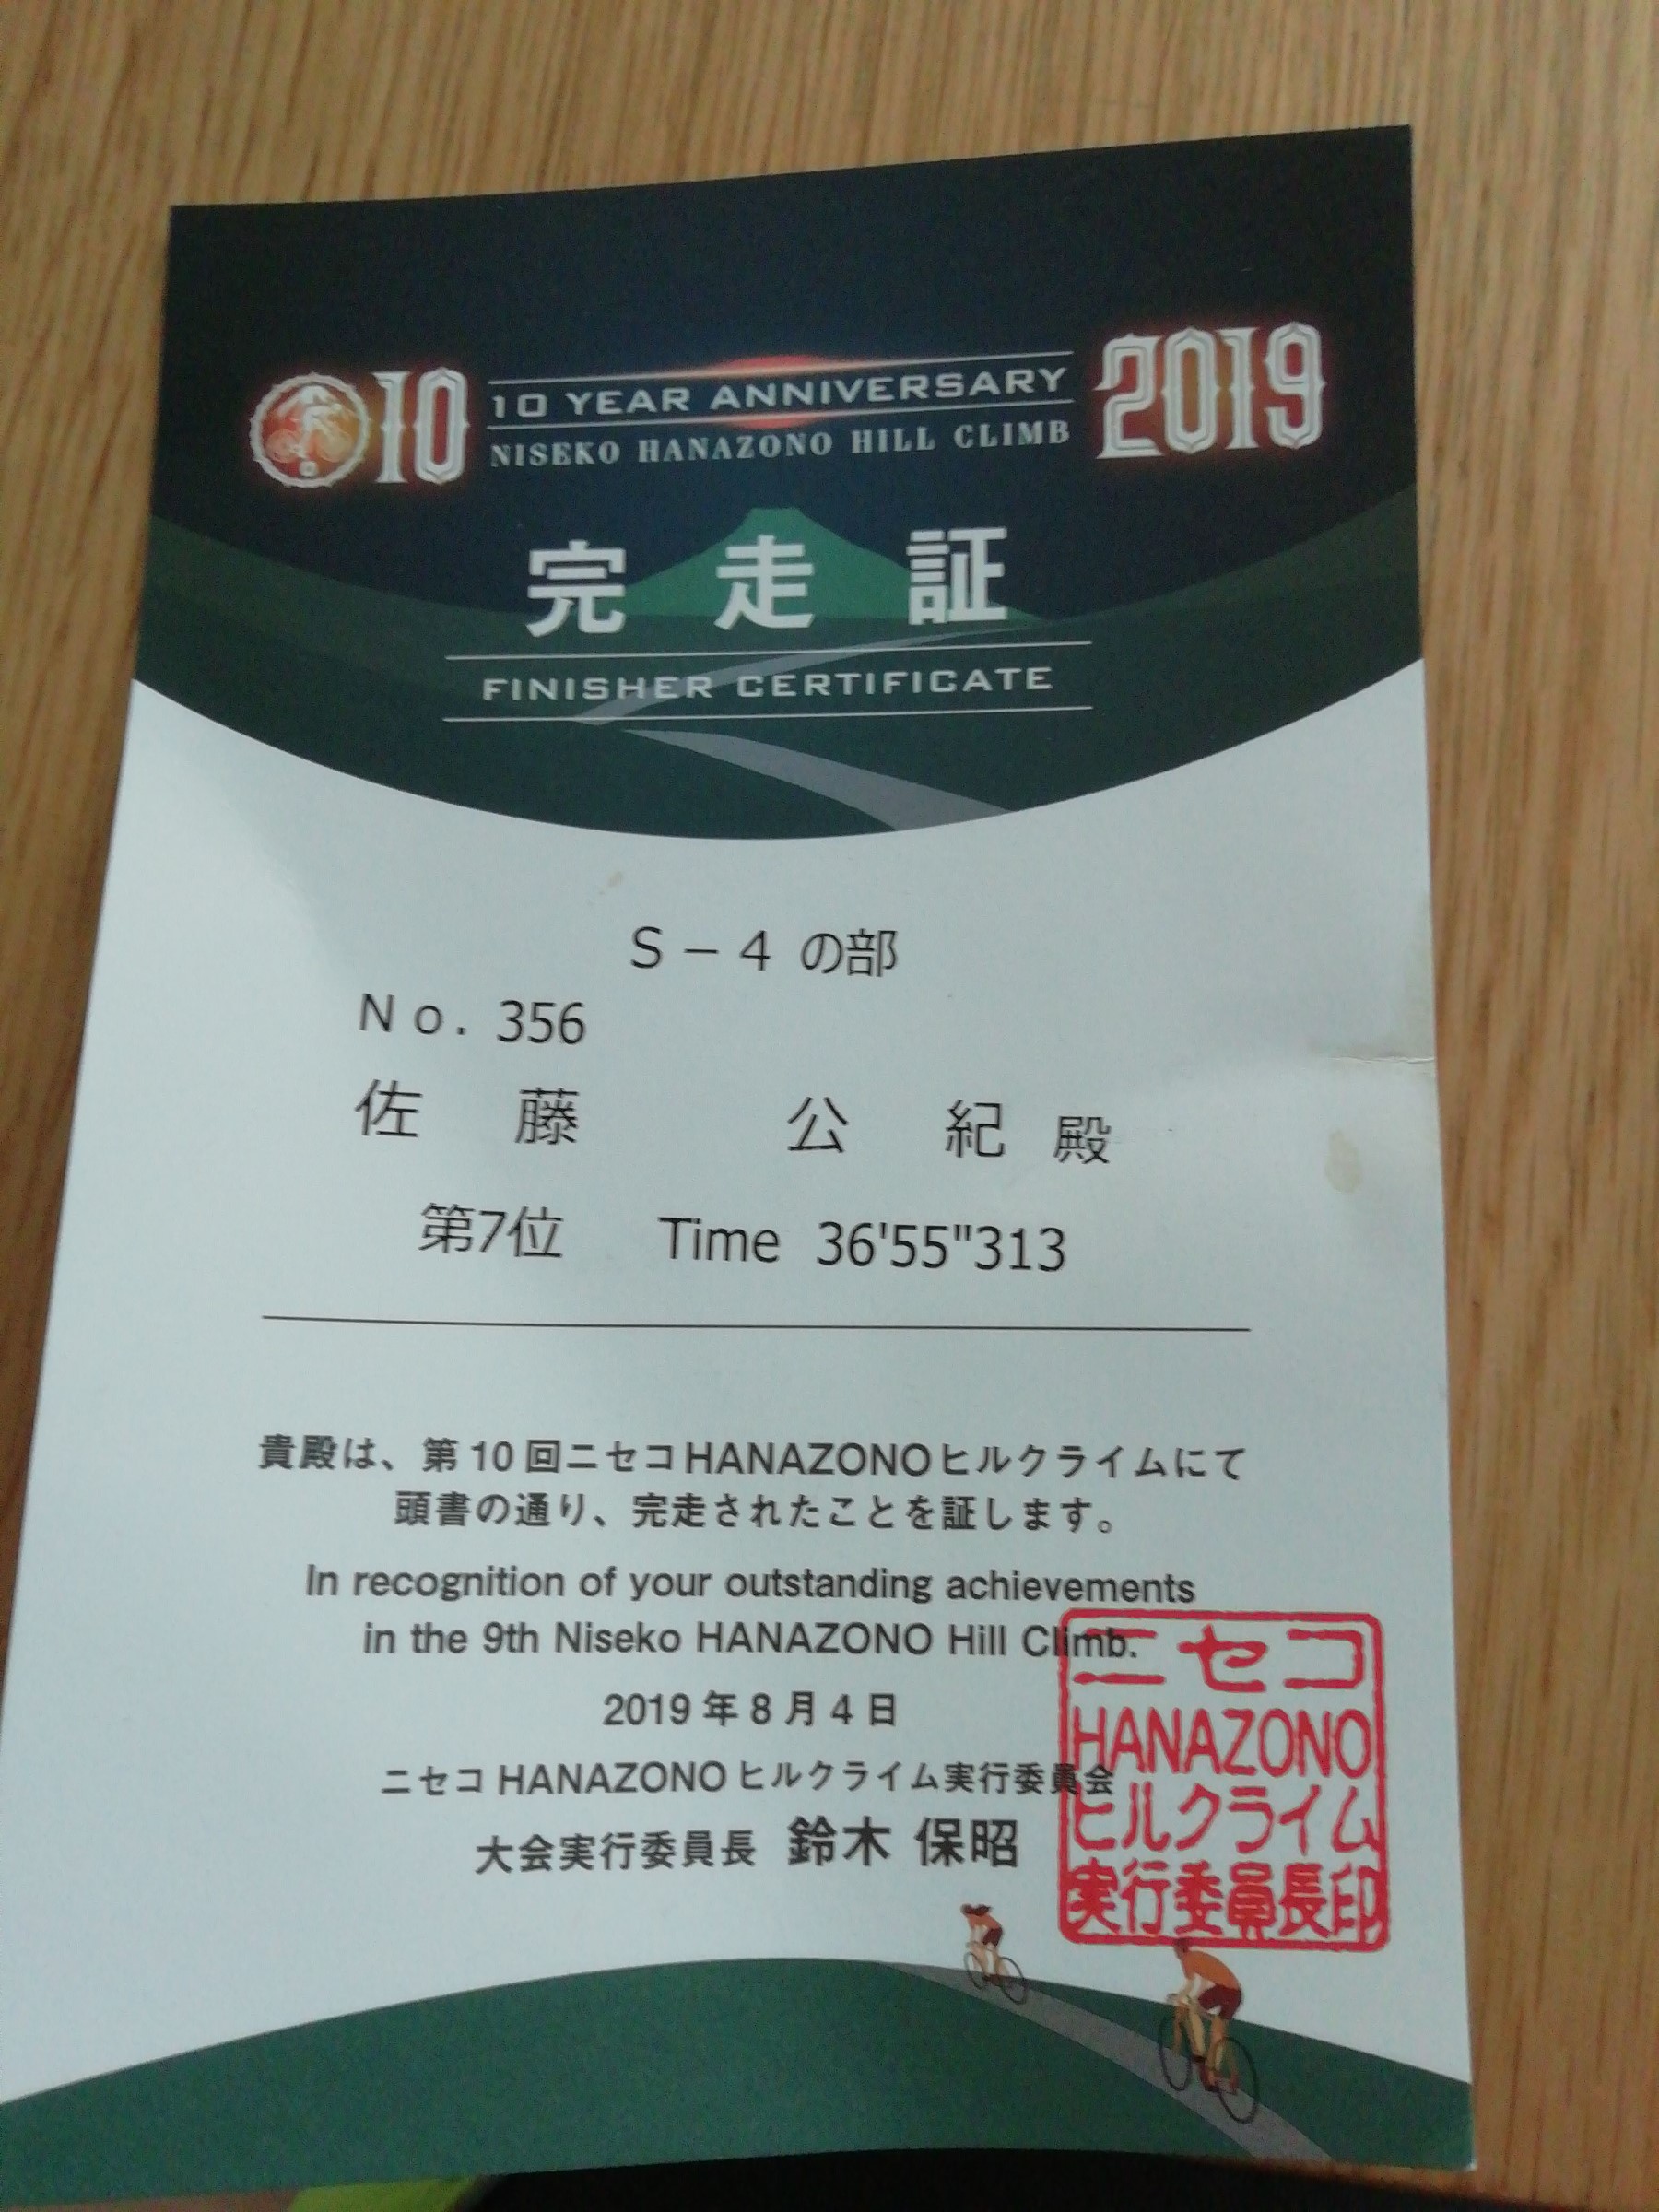 10
10 YEAR ANNIVERSARY
NISEKO HANAZONO HILL CLIMB
2019
完走証
FINISHER CERTIFICATE
S－4 の部
No. 356
佐藤 公紀 殿
第7位 Time 36'55"313
貴殿は、第10回ニセコHANAZONOヒルクライムにて
頭書の通り、完走されたことを証します。
In recognition of your outstanding achievements
in the 9th Niseko HANAZONO Hill Climb.
2019年8月4日
ニセコHANAZONOヒルクライム実行委員会
大会実行委員長 鈴木 保昭
ニセコ
HANAZONO
ヒルクライム
実行委員長印